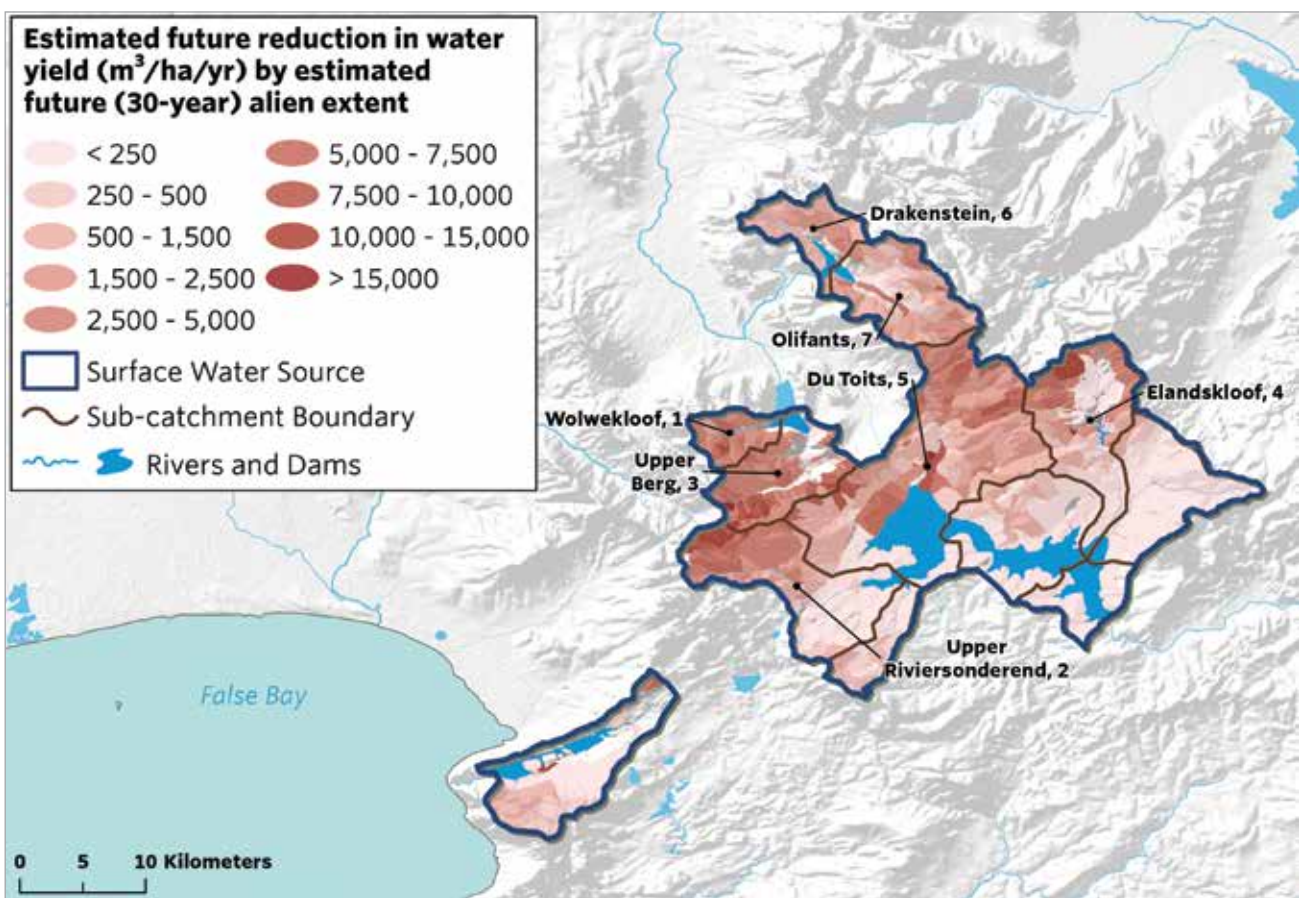 Estimated future reduction in water
yield (m³/ha/yr) by estimated
future (30-year) alien extent
< 250
250 - 500
500 - 1,500
1,500 - 2,500
2,500 - 5,000
5,000 - 7,500
7,500 - 10,000
10,000 - 15,000
> 15,000
Surface Water Source
Sub-catchment Boundary
Rivers and Dams
Drakenstein, 6
Olifants, 7
Du Toits, 5
Elandskloof, 4
Wolwekloof, 1
Upper
Berg, 3
Upper
Riviersonderend, 2
False Bay
0 5 10 Kilometers